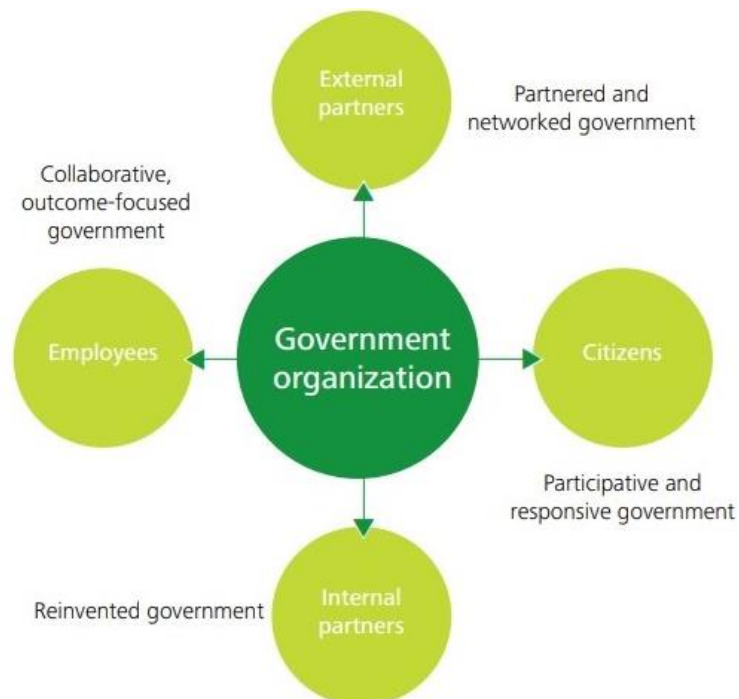 External
partners
Partnered and
networked government
Collaborative,
outcome-focused
government
Employees
Government
organization
Citizens
Participative and
responsive government
Reinvented government
Internal
partners